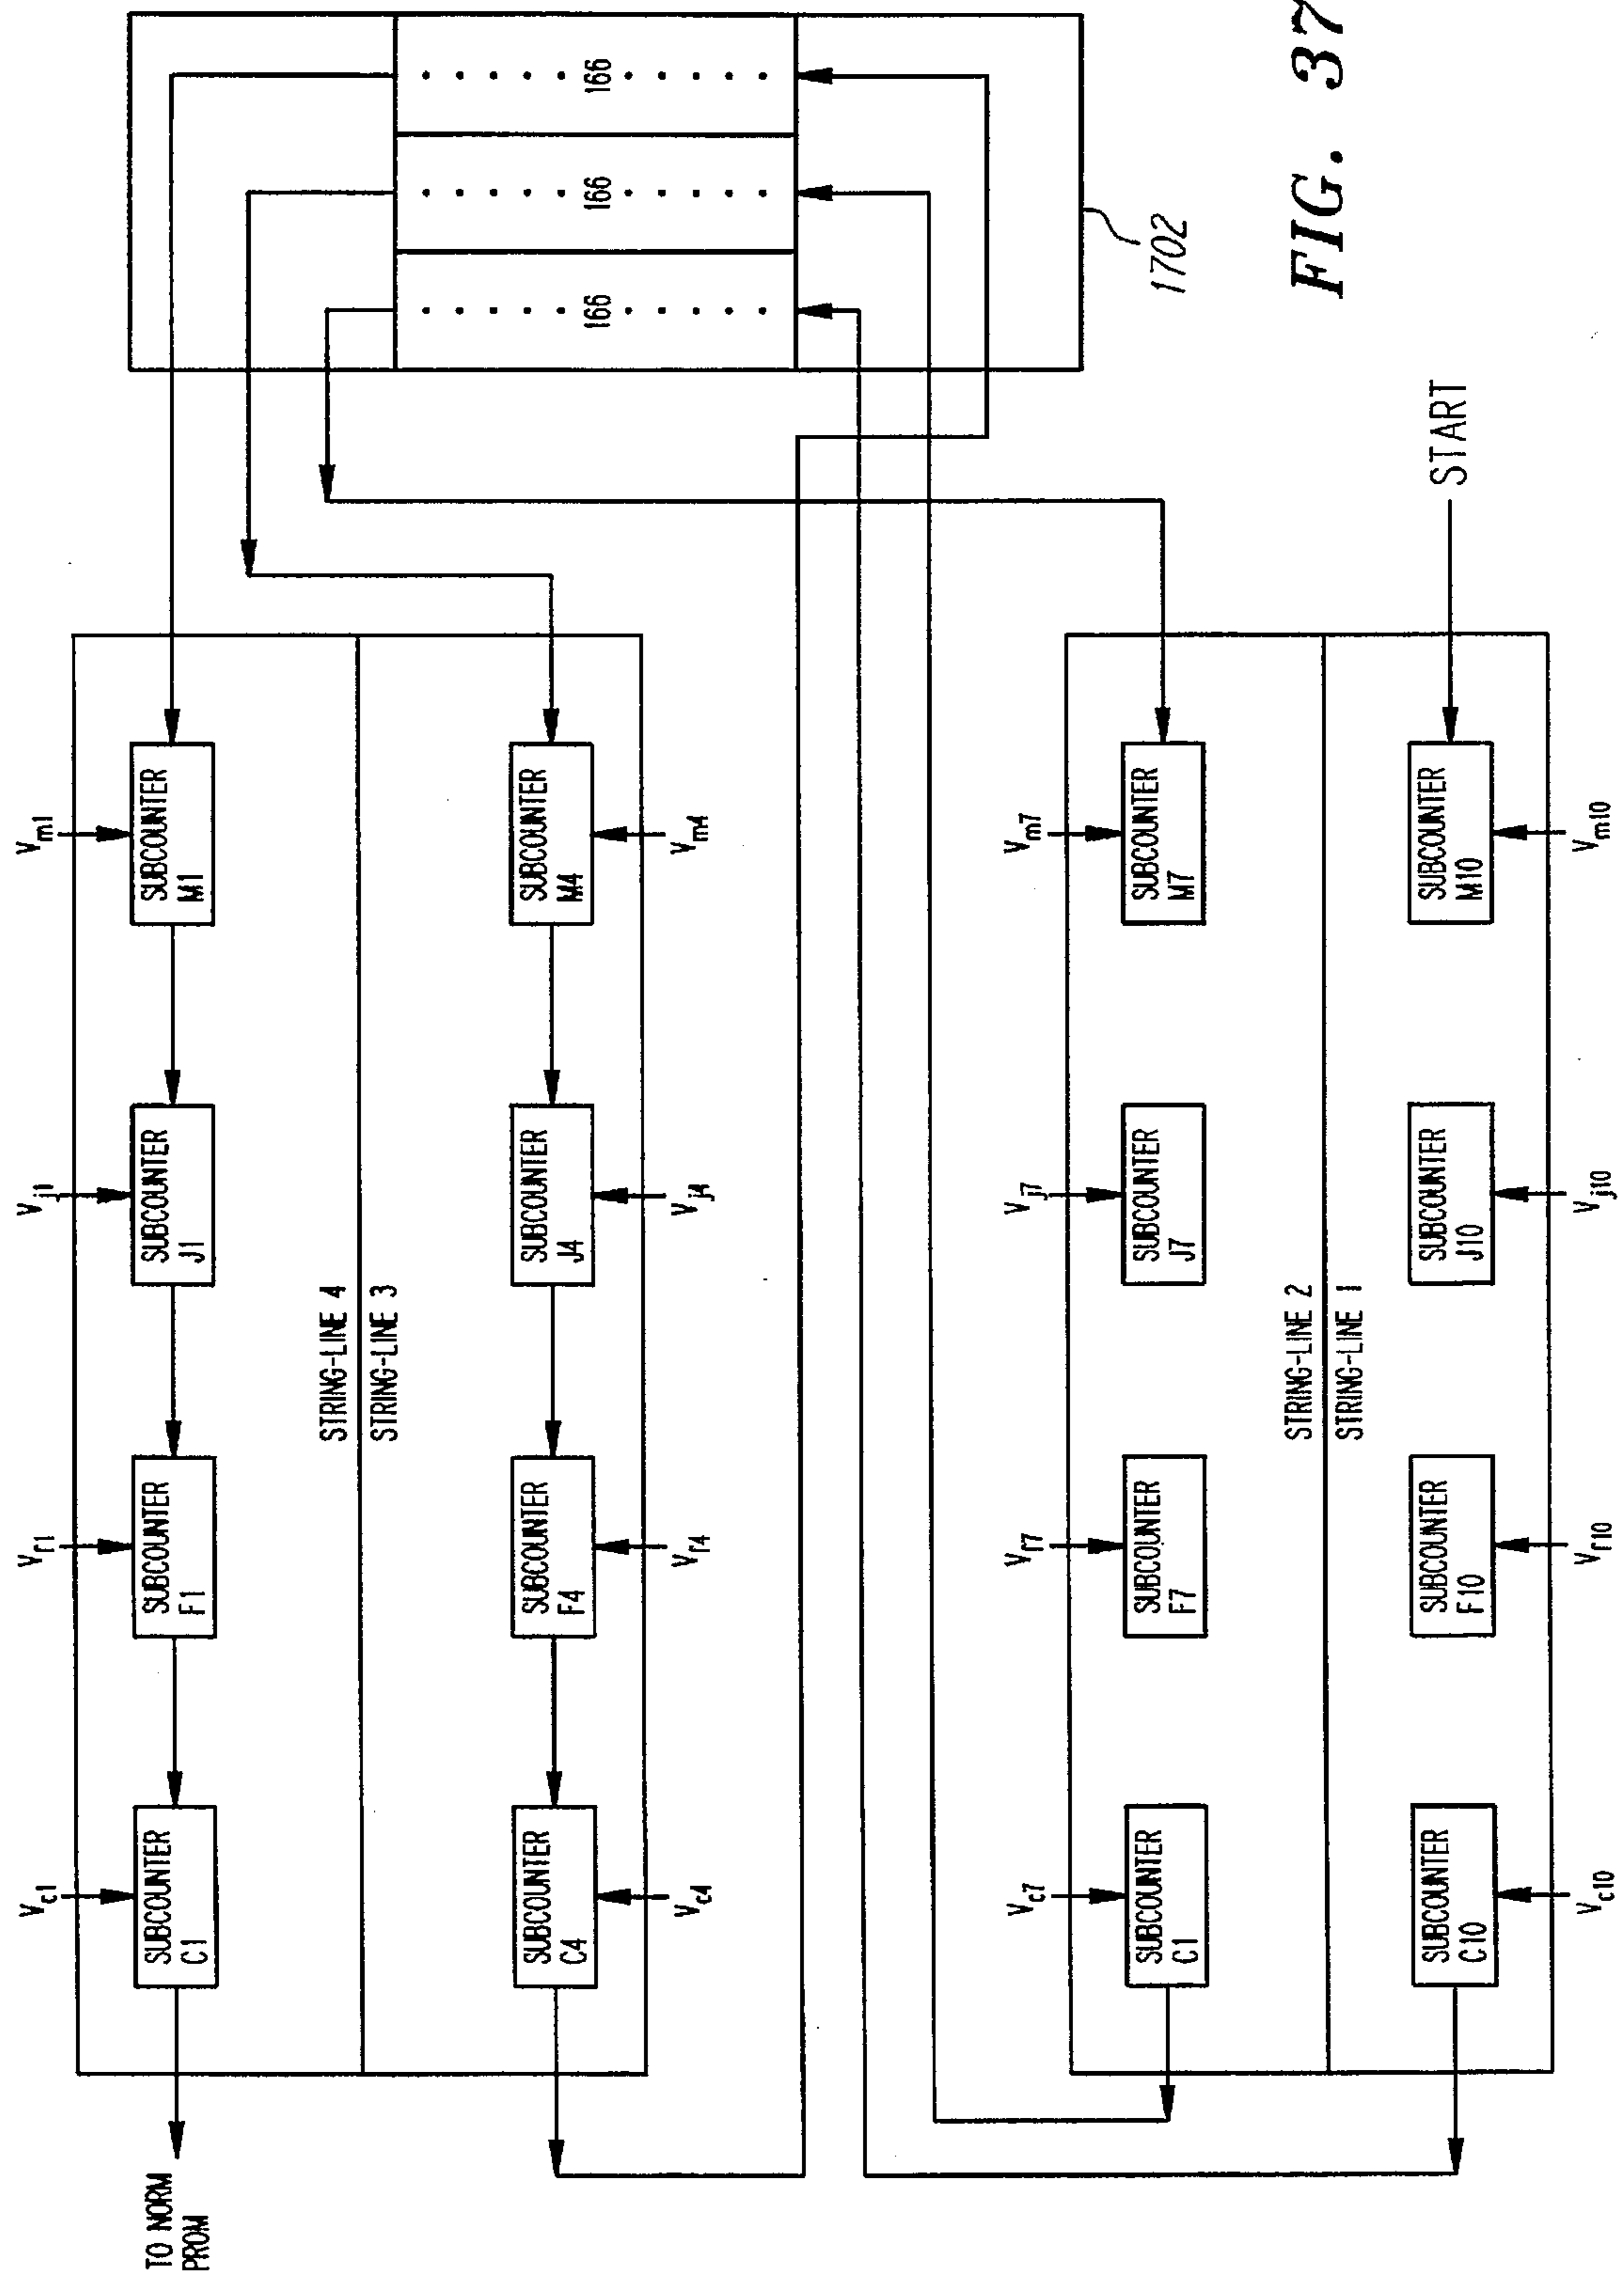 V_c1
V_f1
V_j1
V_m1
TO NORM
PROM
SUBCOUNTER
C1
SUBCOUNTER
F1
SUBCOUNTER
J1
SUBCOUNTER
M1
STRING-LINE 4
STRING-LINE 3
SUBCOUNTER
C4
SUBCOUNTER
F4
SUBCOUNTER
J4
SUBCOUNTER
M4
V_c4
V_f4
V_j4
V_m4
166
166
166
1702
V_c7
V_f7
V_j7
V_m7
SUBCOUNTER
C1
SUBCOUNTER
F7
SUBCOUNTER
J7
SUBCOUNTER
M7
STRING-LINE 2
STRING-LINE 1
SUBCOUNTER
C10
SUBCOUNTER
F10
SUBCOUNTER
J10
SUBCOUNTER
M10
START
V_c10
V_f10
V_j10
V_m10
FIG. 37